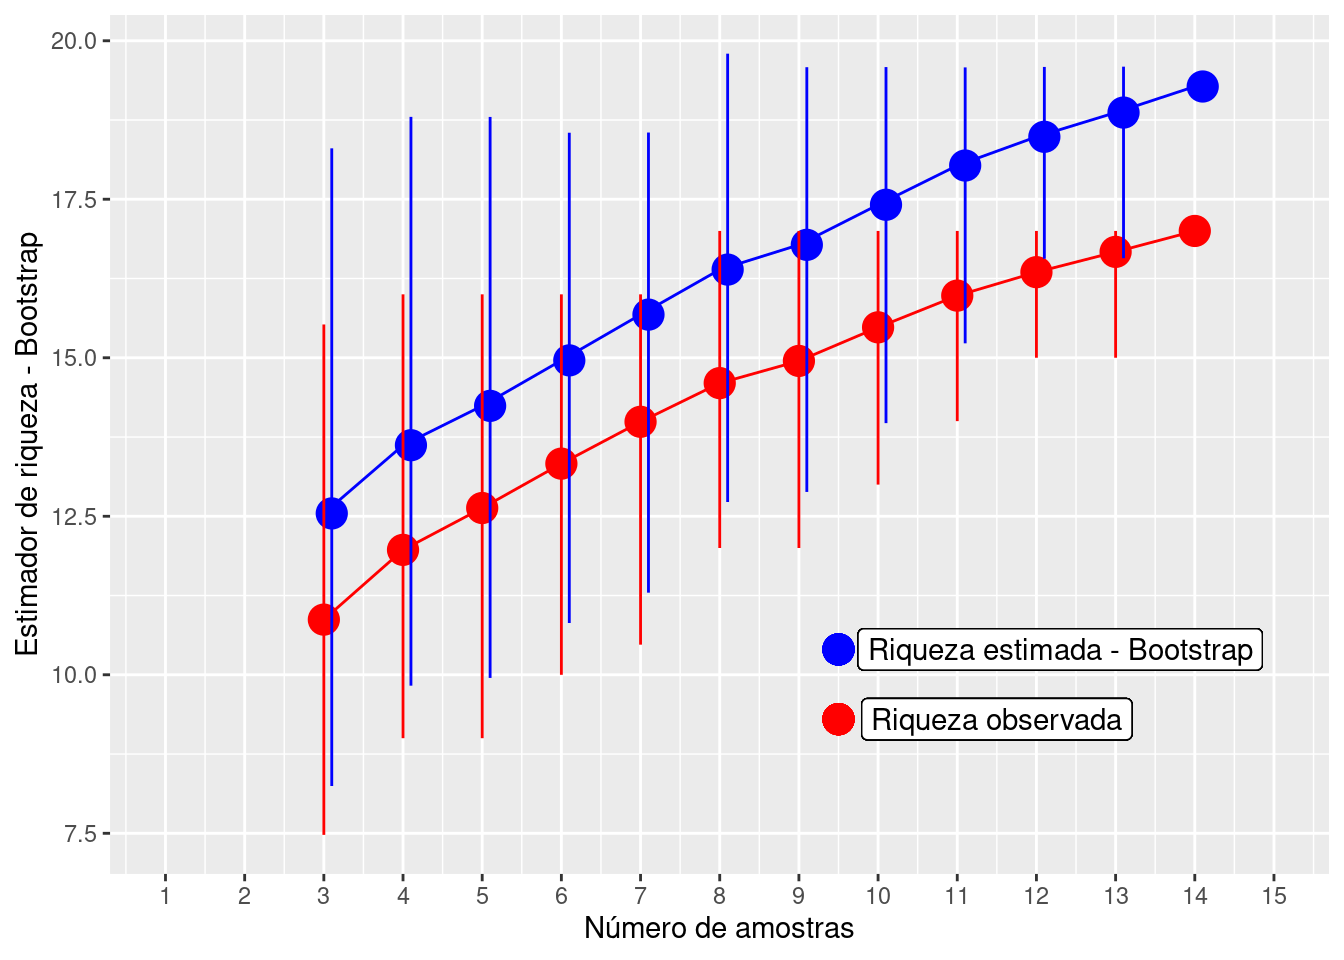 Estimador de riqueza - Bootstrap
20.0
17.5
15.0
12.5
10.0
7.5
Riqueza estimada - Bootstrap
Riqueza observada
1 2 3 4 5 6 7 8 9 10 11 12 13 14 15
Número de amostras